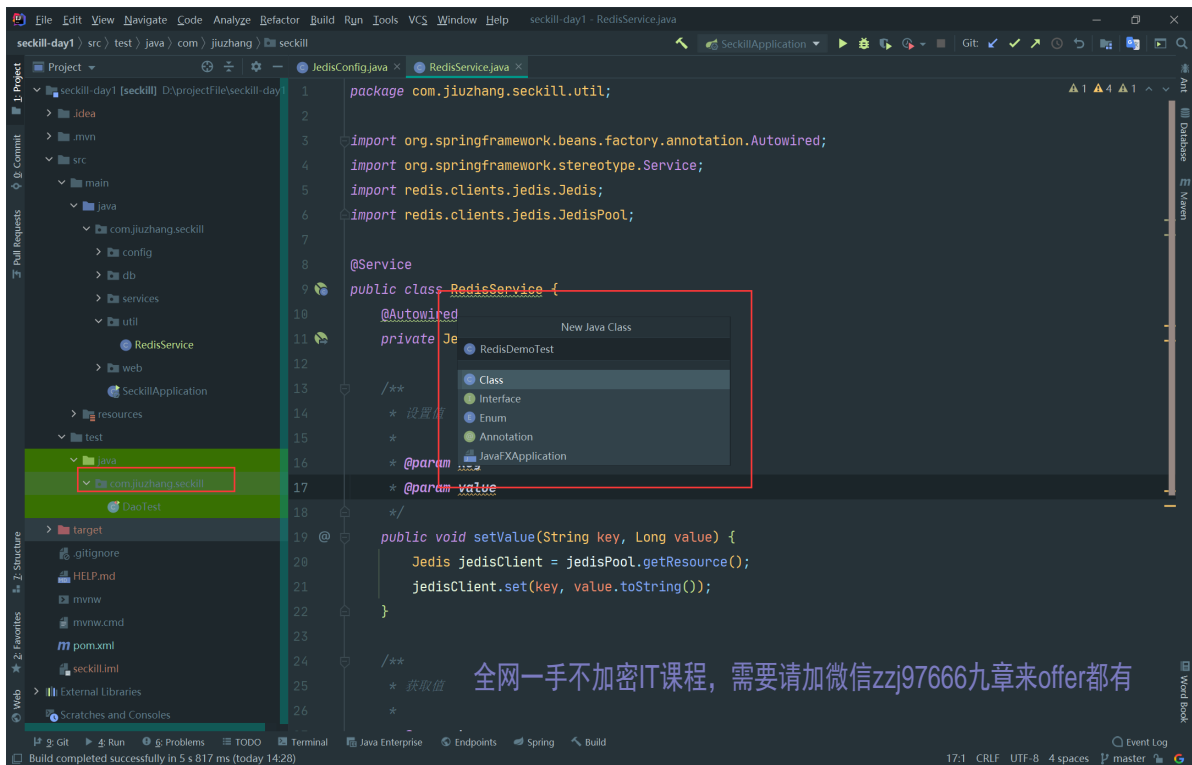 File Edit View Navigate Code Analyze Refactor Build Run Tools VCS Window Help seckill-day1 - RedisService.java
seckill-day1 〉 src 〉 test 〉 java 〉 com 〉 jiuzhang 〉 seckill
SeckillApplication
Git:
Project
JedisConfig.java
RedisService.java
1: Project
0: Commit
Pull Requests
7: Structure
2: Favorites
Web
seckill-day1 [seckill] D:\projectFile\seckill-day1
.idea
.mvn
src
main
java
com.jiuzhang.seckill
config
db
services
util
RedisService
web
SeckillApplication
resources
test
java
com.jiuzhang.seckill
DaoTest
target
.gitignore
HELP.md
mvnw
mvnw.cmd
pom.xml
seckill.iml
External Libraries
Scratches and Consoles
1 package com.jiuzhang.seckill.util;
2
3 import org.springframework.beans.factory.annotation.Autowired;
4 import org.springframework.stereotype.Service;
5 import redis.clients.jedis.Jedis;
6 import redis.clients.jedis.JedisPool;
7
8 @Service
9 public class RedisService {
10 @Autowired
11 private Je
12
13 /**
14 * 设置值
15 *
16 * @param key
17 * @param value
18 */
19 @ public void setValue(String key, Long value) {
20 Jedis jedisClient = jedisPool.getResource();
21 jedisClient.set(key, value.toString());
22 }
23
24 /**
25 * 获取值
26 *
1 4 1
New Java Class
RedisDemoTest
Class
Interface
Enum
Annotation
JavaFXApplication
全网一手不加密IT课程，需要请加微信zzj97666九章来offer都有
Ant
Database
Maven
Word Book
9: Git 4: Run 6: Problems TODO Terminal Java Enterprise Endpoints Spring Build Event Log
Build completed successfully in 5 s 817 ms (today 14:28) 17:1 CRLF UTF-8 4 spaces master